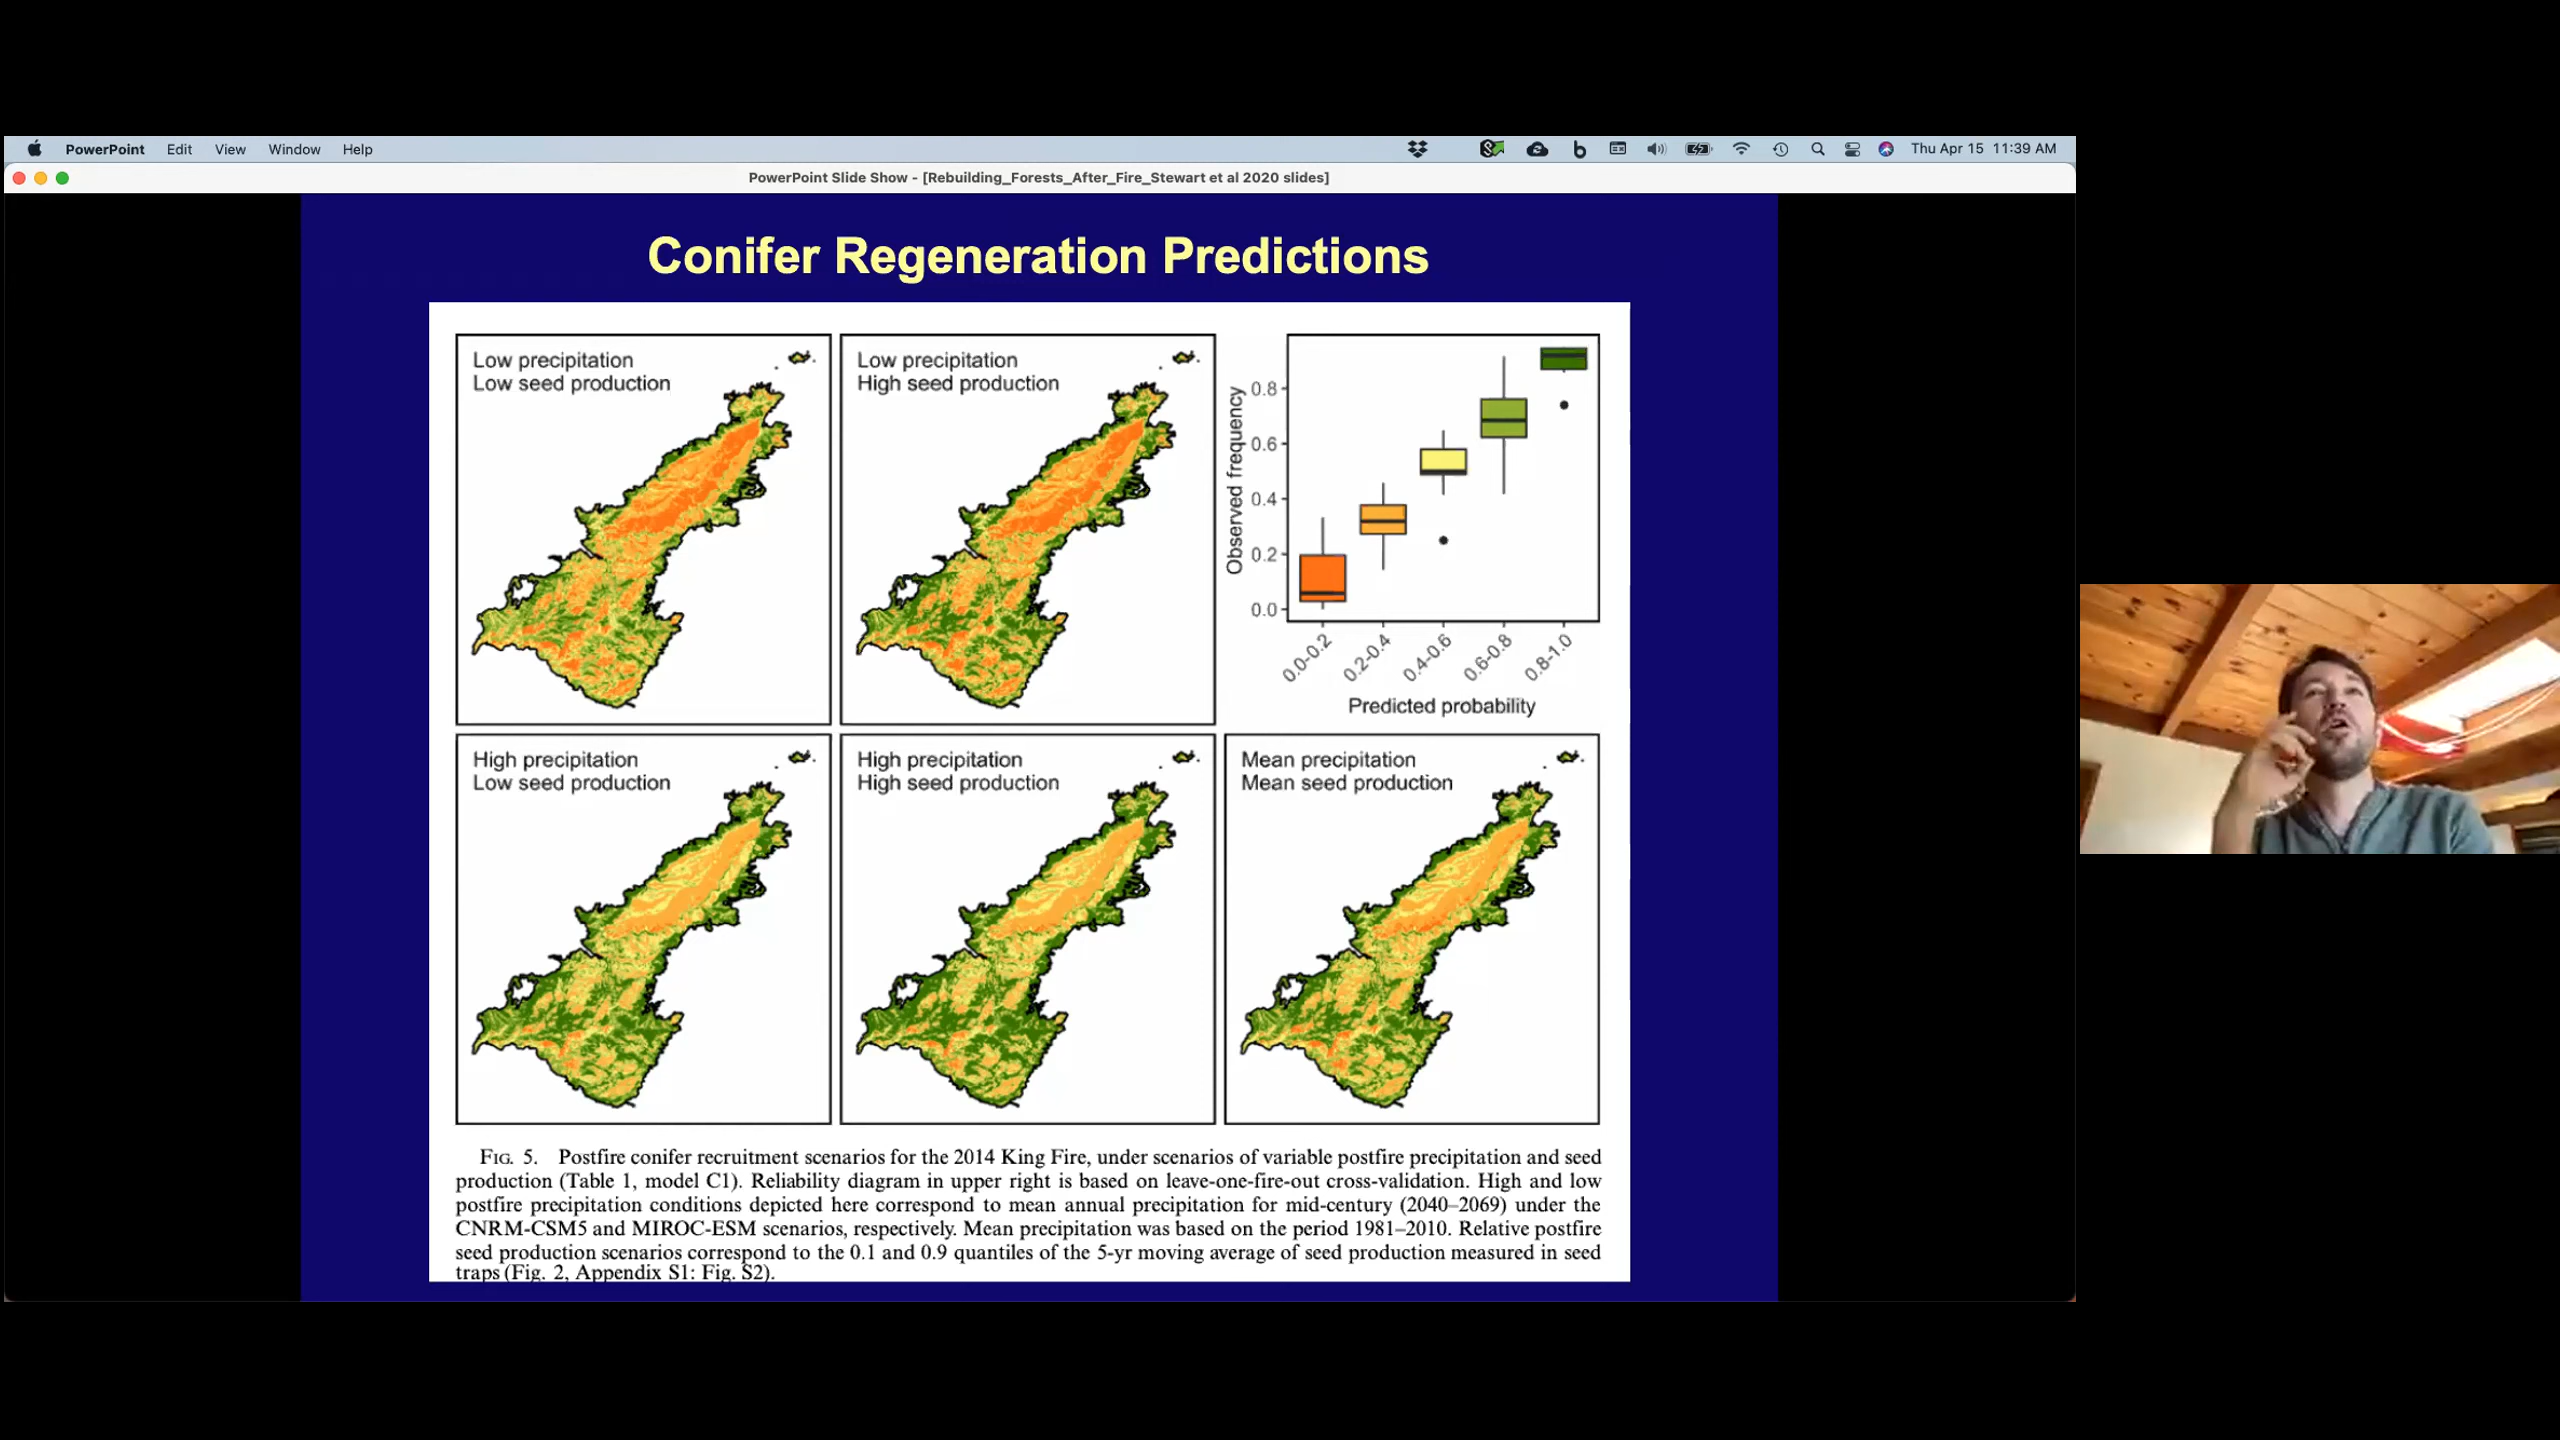 PowerPoint Edit View Window Help Thu Apr 15 11:39 AM
PowerPoint Slide Show - [Rebuilding_Forests_After_Fire_Stewart et al 2020 slides]
Conifer Regeneration Predictions
Low precipitation
Low seed production
Low precipitation
High seed production
Observed frequency
0.8
0.6
0.4
0.2
0.0
0.0-0.2
0.2-0.4
0.4-0.6
0.6-0.8
0.8-1.0
Predicted probability
High precipitation
Low seed production
High precipitation
High seed production
Mean precipitation
Mean seed production
FIG. 5. Postfire conifer recruitment scenarios for the 2014 King Fire, under scenarios of variable postfire precipitation and seed
production (Table 1, model C1). Reliability diagram in upper right is based on leave-one-fire-out cross-validation. High and low
postfire precipitation conditions depicted here correspond to mean annual precipitation for mid-century (2040–2069) under the
CNRM-CSM5 and MIROC-ESM scenarios, respectively. Mean precipitation was based on the period 1981–2010. Relative postfire
seed production scenarios correspond to the 0.1 and 0.9 quantiles of the 5-yr moving average of seed production measured in seed
traps (Fig. 2, Appendix S1: Fig. S2).